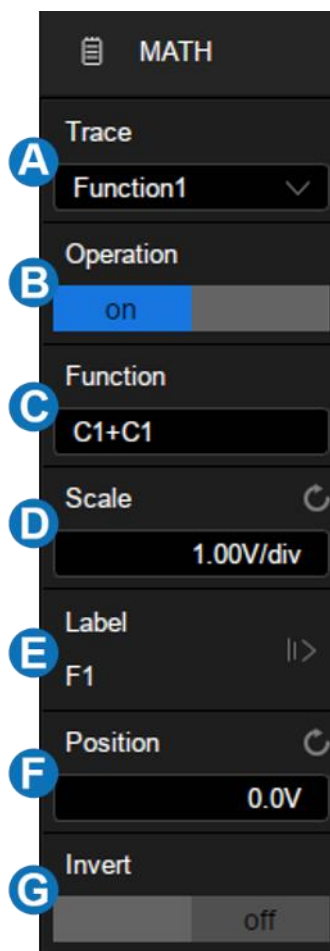 MATH
Trace
A
Function1
Operation
B
on
Function
C
C1+C1
Scale
D
1.00V/div
Label
E
F1
Position
F
0.0V
Invert
G
off